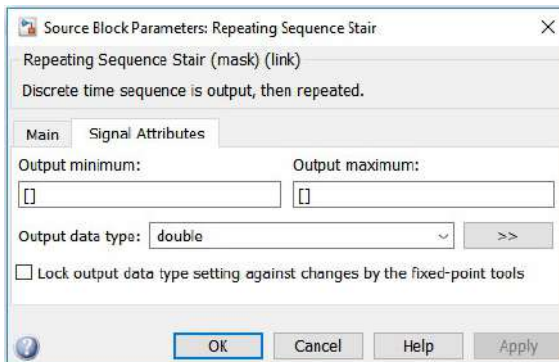 Source Block Parameters: Repeating Sequence Stair
Repeating Sequence Stair (mask) (link)
Discrete time sequence is output, then repeated.
Main Signal Attributes
Output minimum: Output maximum:
[] []
Output data type: double >>
Lock output data type setting against changes by the fixed-point tools
? OK Cancel Help Apply